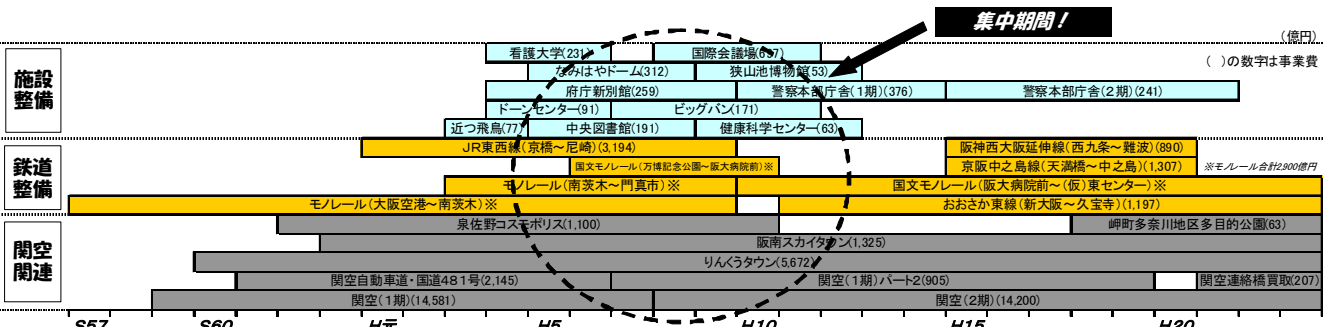 集中期間！
（億円）
（　）の数字は事業費
施設
整備
看護大学(231)
国際会議場(697)
なみはやドーム(312)
狭山池博物館(53)
府庁新別館(259)
警察本部庁舎(1期)(376)
警察本部庁舎(2期)(241)
ドーンセンター(91)
ビッグバン(171)
近つ飛鳥(77)
中央図書館(191)
健康科学センター(63)
鉄道
整備
JR東西線(京橋～尼崎)(3,194)
阪神西大阪延伸線(西九条～難波)(890)
国文モノレール(万博記念公園～阪大病院前)※
京阪中之島線(天満橋～中之島)(1,307)
※モノレール合計2,900億円
モノレール(南茨木～門真市)※
国文モノレール(阪大病院前～(仮)東センター)※
モノレール(大阪空港～南茨木)※
おおさか東線(新大阪～久宝寺)(1,197)
関空
関連
泉佐野コスモポリス(1,100)
岬町多奈川地区多目的公園(63)
阪南スカイタウン(1,325)
りんくうタウン(5,672)
関空自動車道・国道481号(2,145)
関空(1期)パート2(905)
関空連絡橋買取(207)
関空(1期)(14,581)
関空(2期)(14,200)
S57 S60 H元 H5 H10 H15 H20